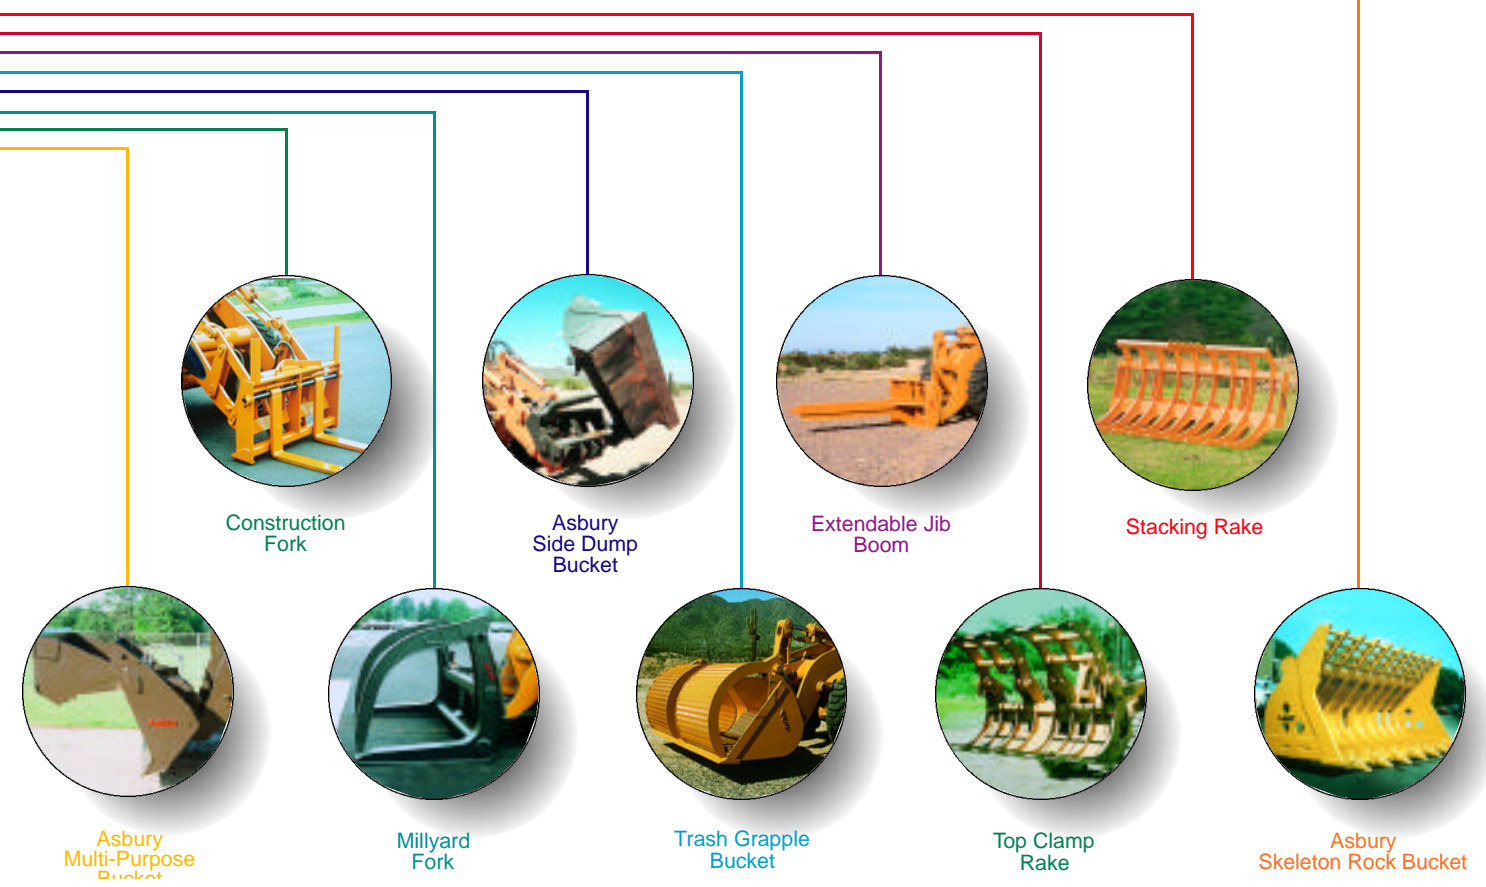 Construction
Fork
Asbury
Side Dump
Bucket
Extendable Jib
Boom
Stacking Rake
Asbury
Multi-Purpose
Bucket
Millyard
Fork
Trash Grapple
Bucket
Top Clamp
Rake
Asbury
Skeleton Rock Bucket